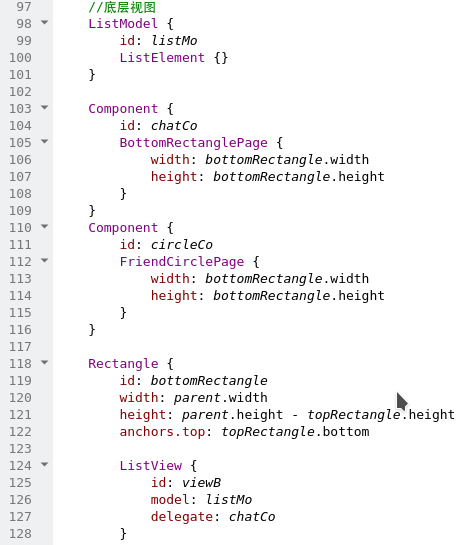 97 //底层视图
98 ListModel {
99 id: listMo
100 ListElement {}
101 }
102
103 Component {
104 id: chatCo
105 BottomRectanglePage {
106 width: bottomRectangle.width
107 height: bottomRectangle.height
108 }
109 }
110 Component {
111 id: circleCo
112 FriendCirclePage {
113 width: bottomRectangle.width
114 height: bottomRectangle.height
115 }
116 }
117
118 Rectangle {
119 id: bottomRectangle
120 width: parent.width
121 height: parent.height - topRectangle.height
122 anchors.top: topRectangle.bottom
123
124 ListView {
125 id: viewB
126 model: listMo
127 delegate: chatCo
128 }